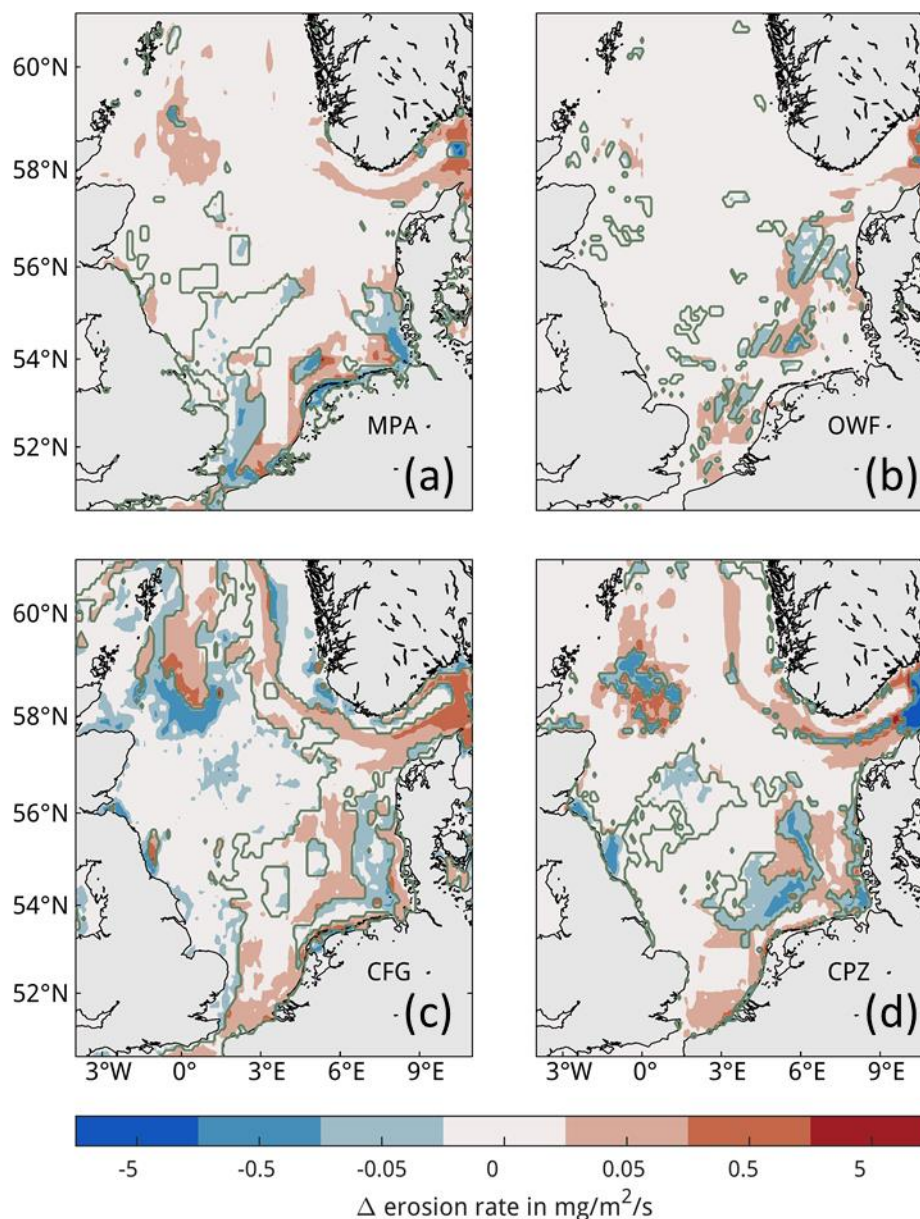 60°N
58°N
56°N
54°N
52°N
MPA
(a)
OWF
(b)
60°N
58°N
56°N
54°N
52°N
CFG
(c)
CPZ
(d)
3°W 0° 3°E 6°E 9°E
3°W 0° 3°E 6°E 9°E
-5 -0.5 -0.05 0 0.05 0.5 5
Δ erosion rate in mg/m²/s